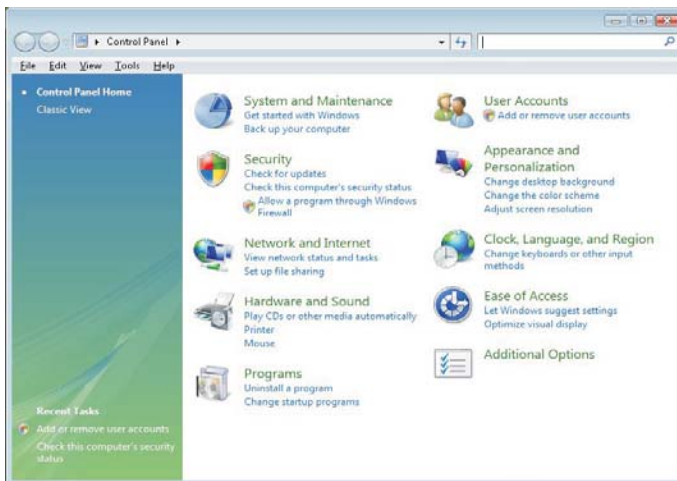 Control Panel
File Edit View Tools Help
Control Panel Home
Classic View
System and Maintenance
Get started with Windows
Back up your computer
Security
Check for updates
Check this computer's security status
Allow a program through Windows
Firewall
Network and Internet
View network status and tasks
Set up file sharing
Hardware and Sound
Play CDs or other media automatically
Printer
Mouse
Programs
Uninstall a program
Change startup programs
User Accounts
Add or remove user accounts
Appearance and
Personalization
Change desktop background
Change the color scheme
Adjust screen resolution
Clock, Language, and Region
Change keyboards or other input
methods
Ease of Access
Let Windows suggest settings
Optimize visual display
Additional Options
Recent Tasks
Add or remove user accounts
Check this computer's security
status